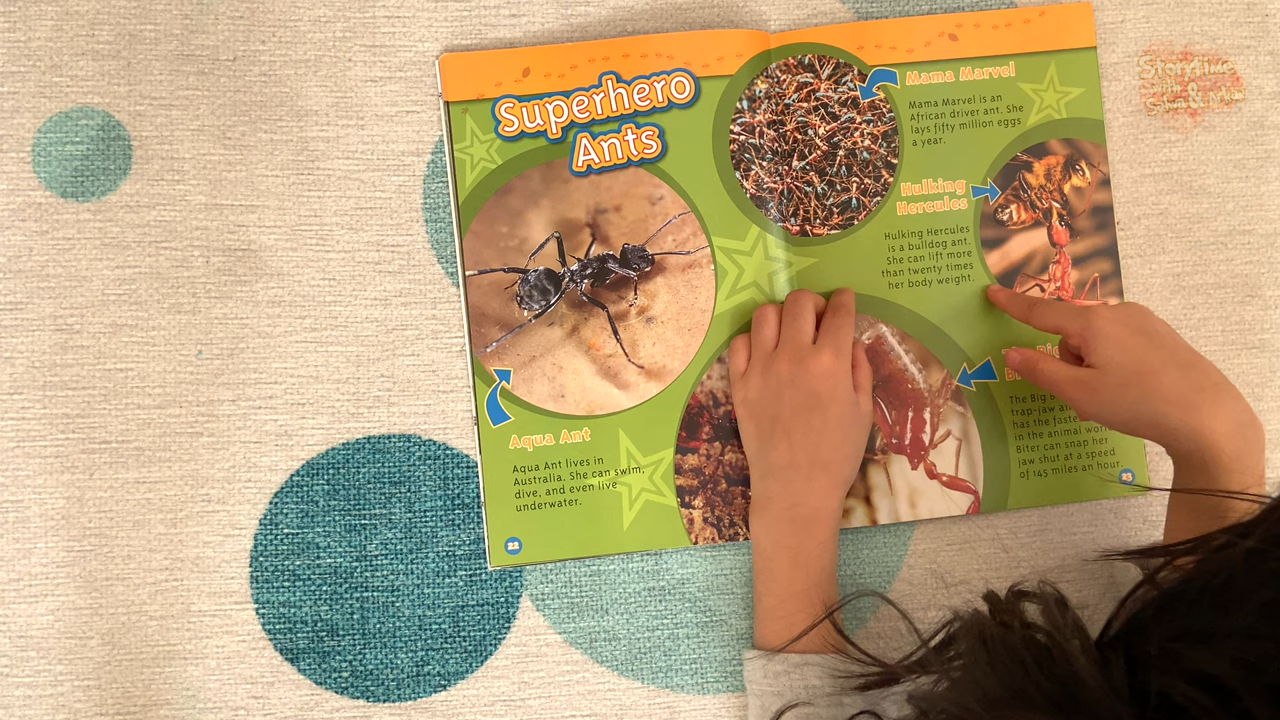 Superhero
Ants
Aqua Ant
Aqua Ant lives in
Australia. She can swim,
dive, and even live
underwater.
22
Mama Marvel
Mama Marvel is an
African driver ant. She
lays fifty million eggs
a year.
Hulking
Hercules
Hulking Hercules
is a bulldog ant.
She can lift more
than twenty times
her body weight.
The Big
trap-jaw
has the
in the animal
Biter can snap her
jaw shut at a speed
of 145 miles an hour.
23
Storytime
with
Salwa &